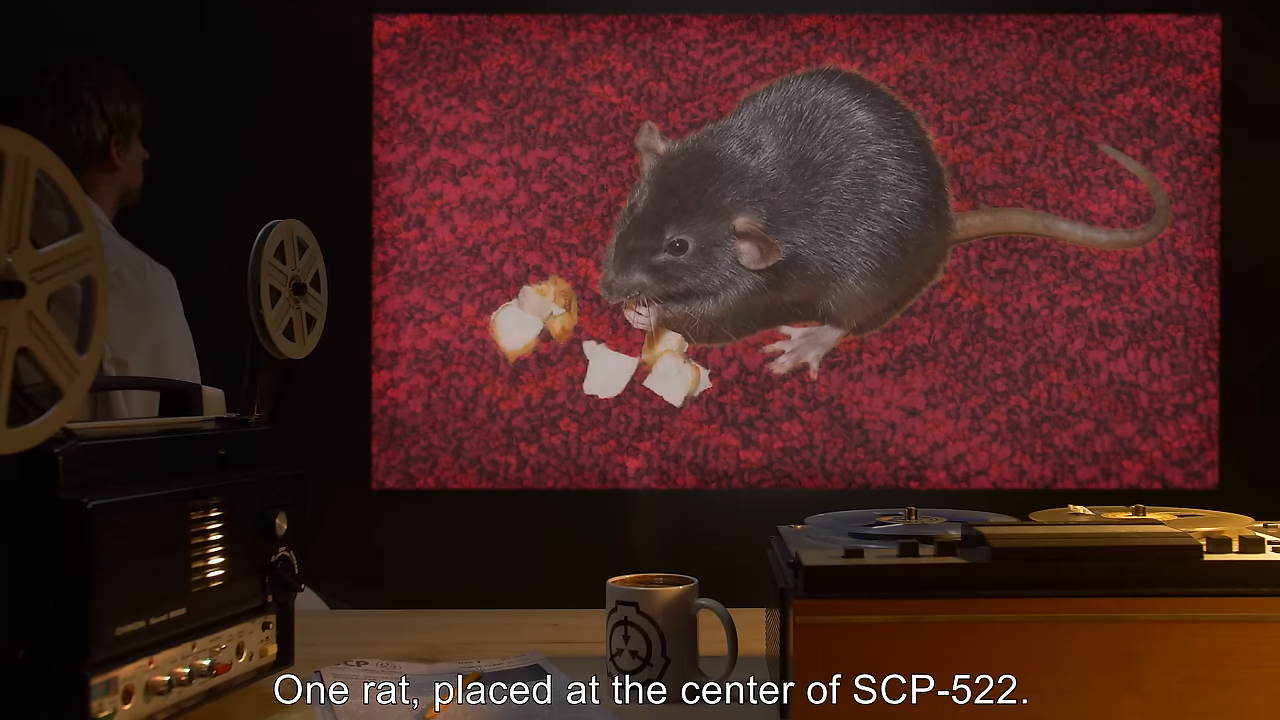 One rat, placed at the center of SCP-522.